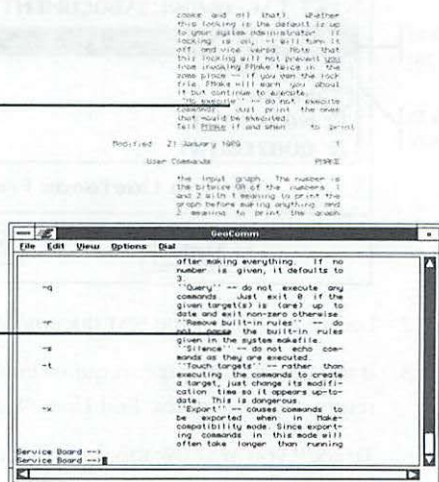 cooke and nil that). Whether
this locking is the default is up
to your system administrator. If
locking is on, -l will turn it
off, and vice versa. Note that
this locking will not prevent you
from invoking PMake twice in the
same place -- if you own the lock
file, PMake will warn you about
it but continue to execute.
''No execute'' -- do not execute
commands. Just print the ones
that would be executed.
Tell PMake if and when to print
Modified: 21 January 1989 1
User Commands PMAKE
the input graph. The number is
the bitwise OR of the numbers 1
and 2 with 1 meaning to print the
graph before making anything and
2 meaning to print the graph
GeoComm
File Edit View Options Dial
after making everything. If no
number is given, it defaults to
3.
-q ''Query'' -- do not execute any
commands. Just exit 0 if the
given target(s) is (are) up to
date and exit non-zero otherwise.
-r ''Remove built-in rules'' -- do
not parse the built-in rules
given in the system makefile.
-s ''Silence'' -- do not echo com-
mands as they are executed.
-t ''Touch targets'' -- rather than
executing the commands to create
a target, just change its modifi-
cation time so it appears up-to-
date. This is dangerous.
-x ''Export'' -- causes commands to
be exported when in Make-
compatibility mode. Since export-
ing commands in this mode will
often take longer than running
Service Board -->
Service Board -->